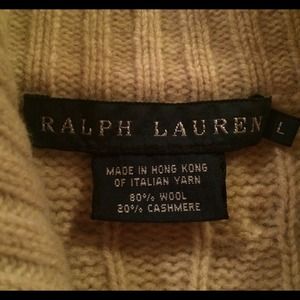 RALPH LAUREN
L
MADE IN HONG KONG
OF ITALIAN YARN
80% WOOL
20% CASHMERE